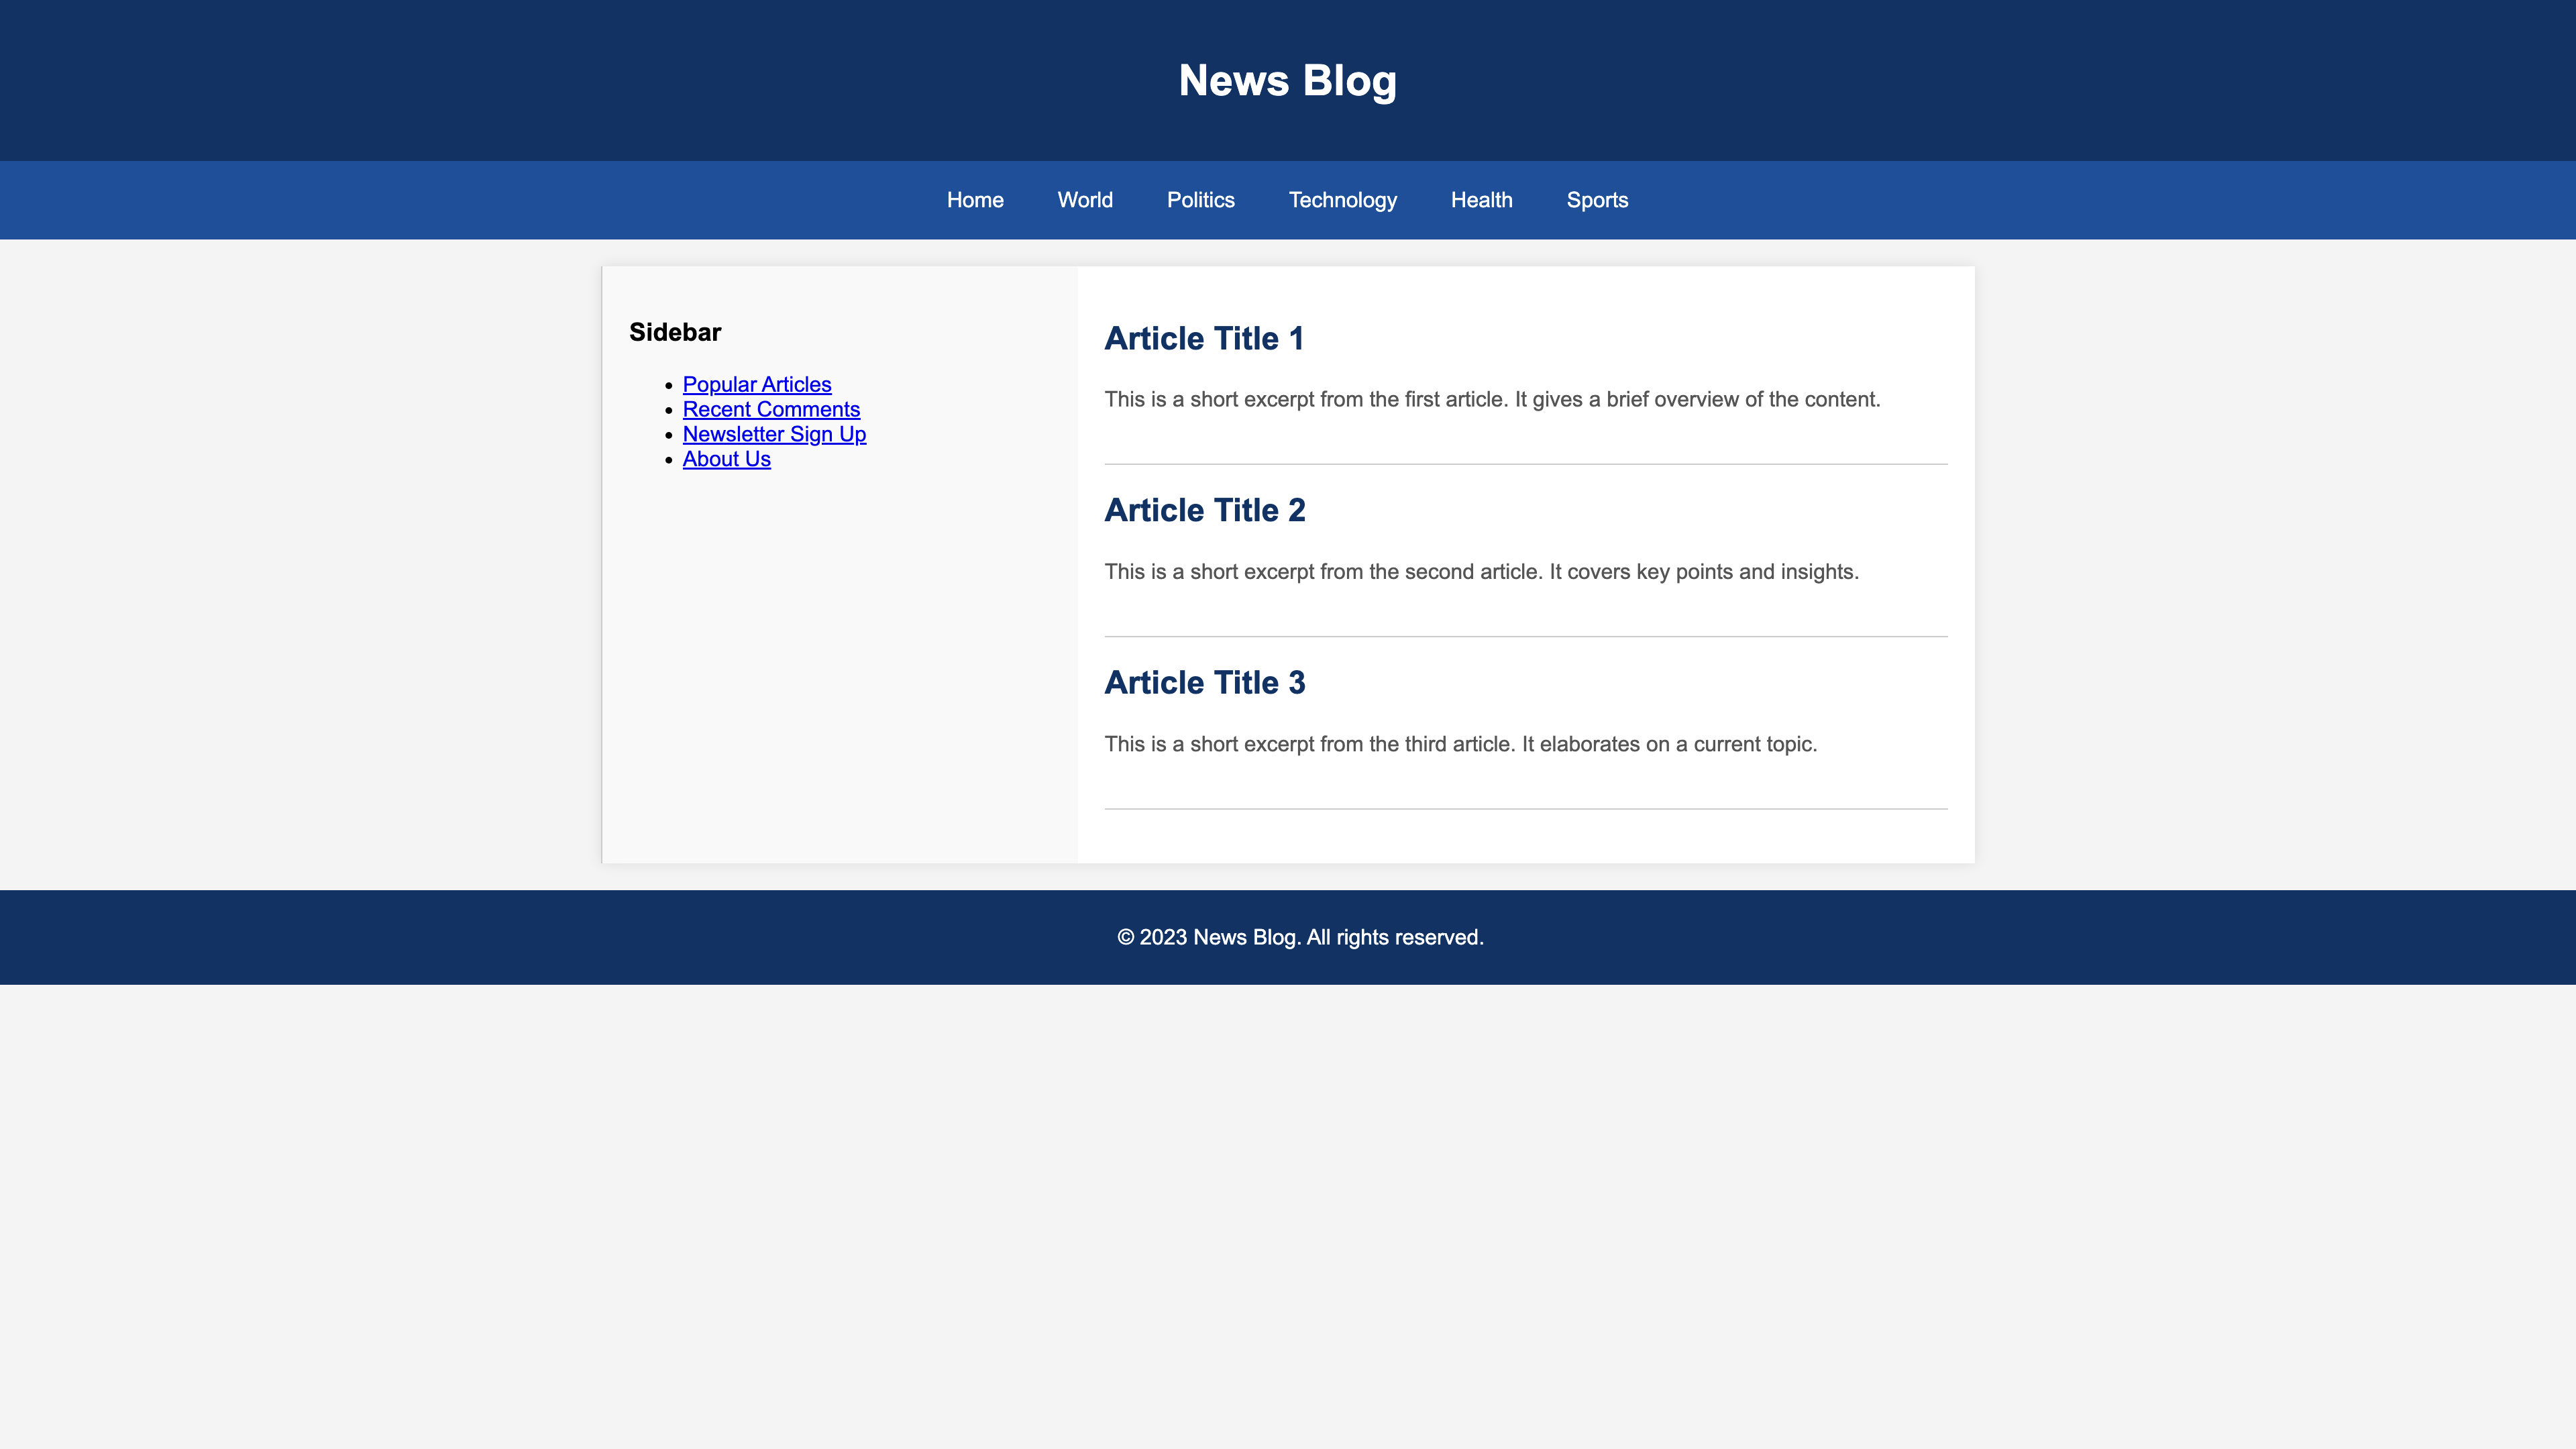 News Blog
Home World Politics Technology Health Sports
Sidebar
Popular Articles
Recent Comments
Newsletter Sign Up
About Us
Article Title 1
This is a short excerpt from the first article. It gives a brief overview of the content.
Article Title 2
This is a short excerpt from the second article. It covers key points and insights.
Article Title 3
This is a short excerpt from the third article. It elaborates on a current topic.
© 2023 News Blog. All rights reserved.